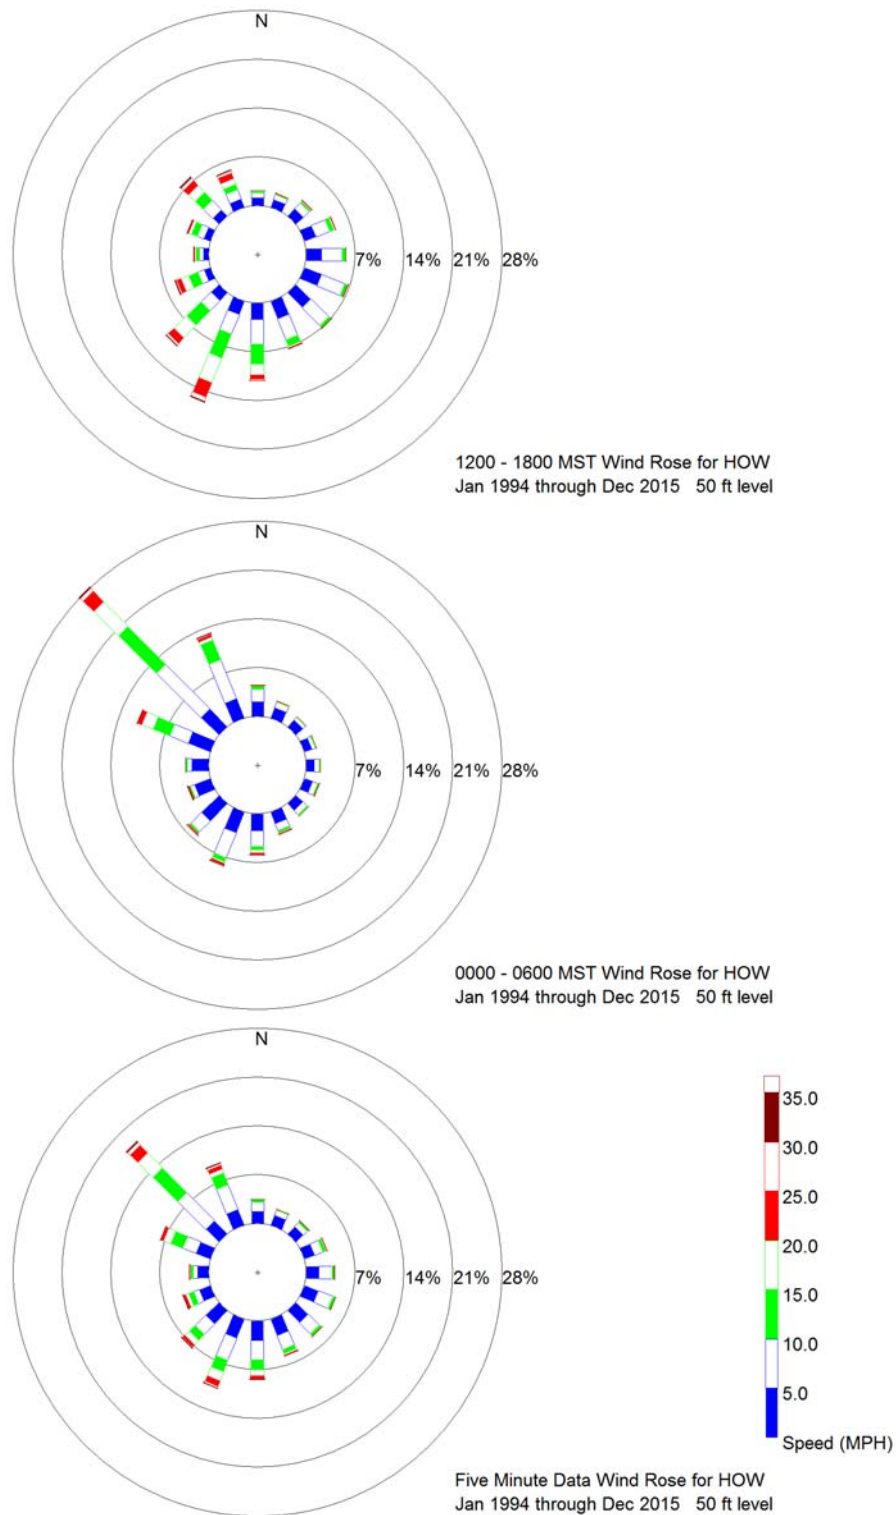 N
7% 14% 21% 28%
1200 - 1800 MST Wind Rose for HOW
Jan 1994 through Dec 2015 50 ft level
N
7% 14% 21% 28%
0000 - 0600 MST Wind Rose for HOW
Jan 1994 through Dec 2015 50 ft level
N
7% 14% 21% 28%
35.0
30.0
25.0
20.0
15.0
10.0
5.0
Speed (MPH)
Five Minute Data Wind Rose for HOW
Jan 1994 through Dec 2015 50 ft level